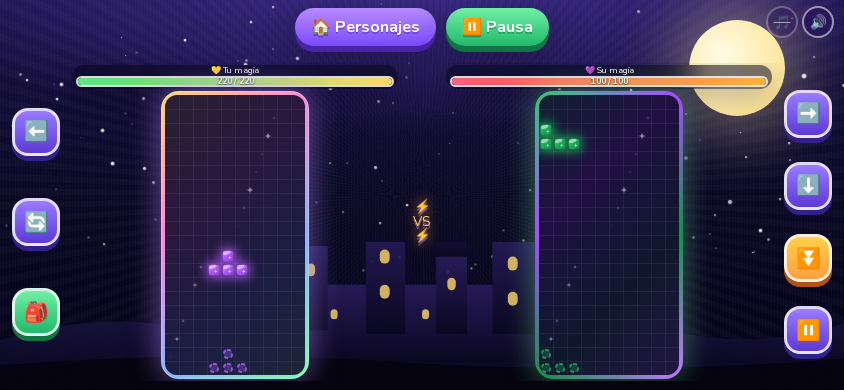 🏠 Personajes
⏸️ Pausa
💛 Tu magia
220 / 220
💜 Su magia
100 / 100
⚡
VS
⚡